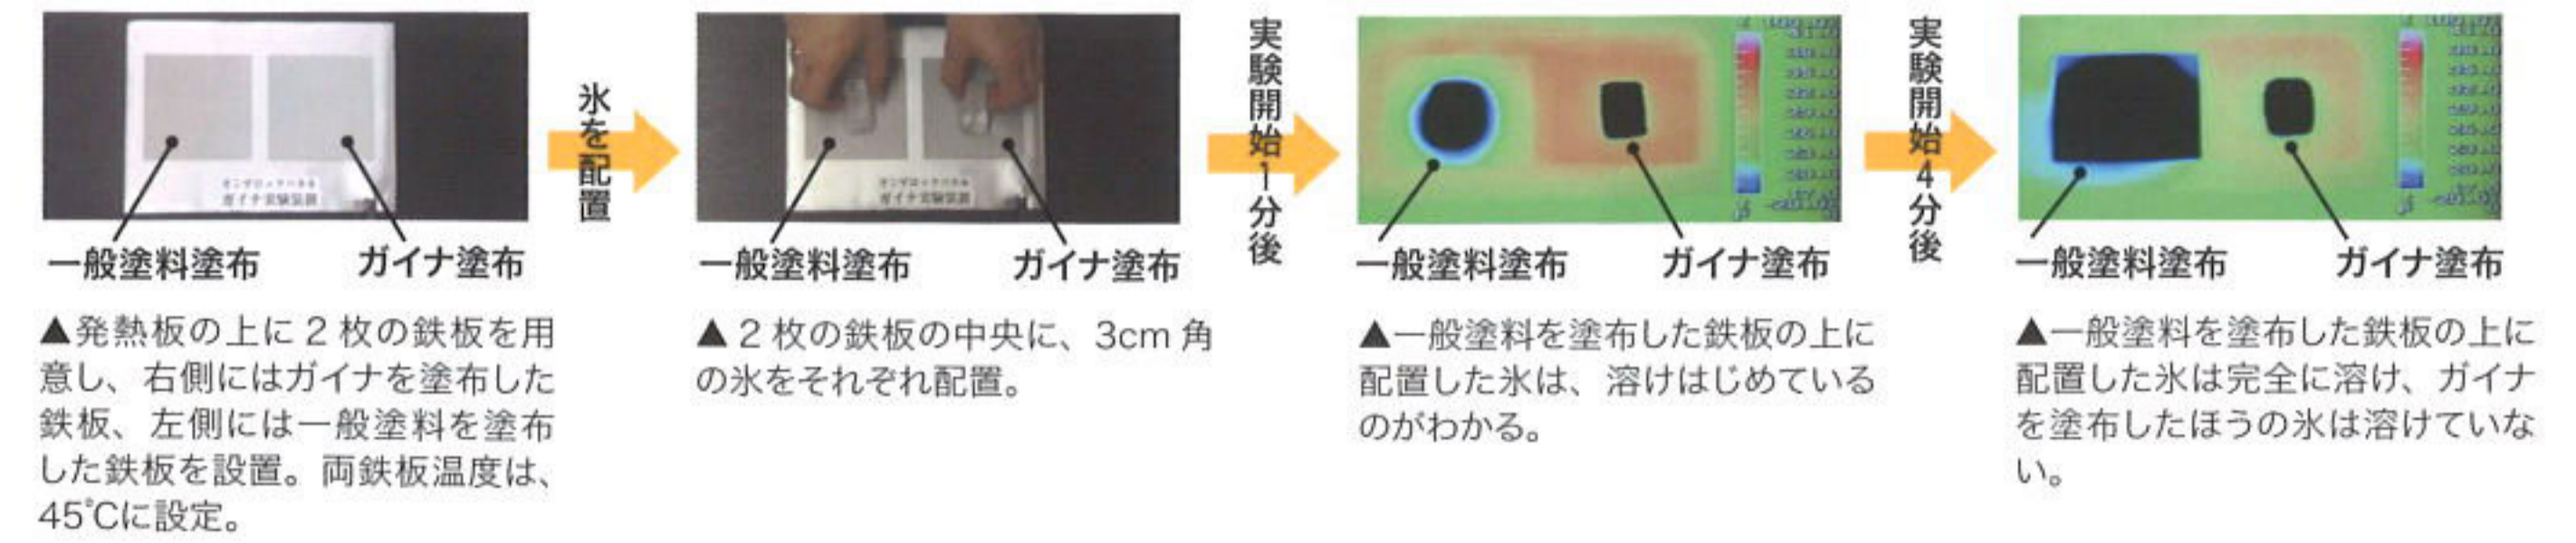 一般塗料塗布
ガイナ塗布
▲発熱板の上に2枚の鉄板を用
意し、右側にはガイナを塗布した
鉄板、左側には一般塗料を塗布
した鉄板を設置。両鉄板温度は、
45℃に設定。
氷を配置
ガイナ実験装置
一般塗料塗布
ガイナ塗布
▲2枚の鉄板の中央に、3cm角
の氷をそれぞれ配置。
実験開始1分後
一般塗料塗布
ガイナ塗布
▲一般塗料を塗布した鉄板の上に
配置した氷は、溶けはじめている
のがわかる。
実験開始4分後
一般塗料塗布
ガイナ塗布
▲一般塗料を塗布した鉄板の上に
配置した氷は完全に溶け、ガイナ
を塗布したほうの氷は溶けていな
い。